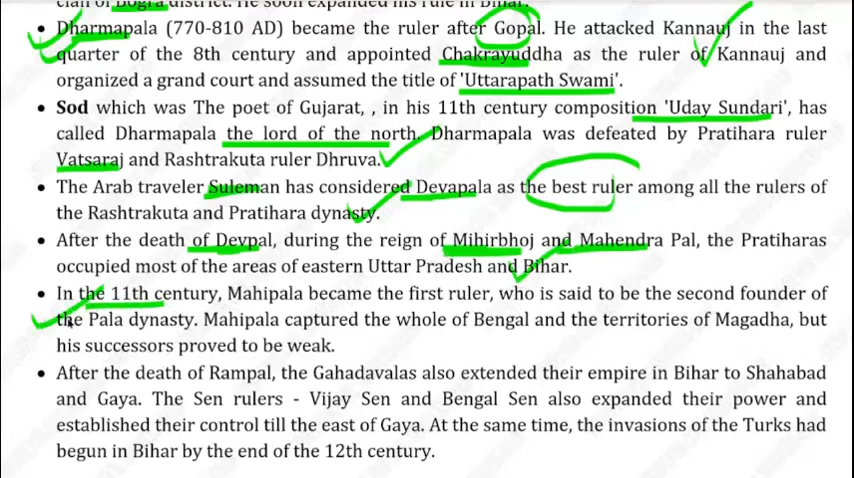 clan of Bogra district. He soon expanded his rule in Bihar.
• Dharmapala (770-810 AD) became the ruler after Gopal. He attacked Kannauj in the last
quarter of the 8th century and appointed Chakrayuddha as the ruler of Kannauj and
organized a grand court and assumed the title of 'Uttarapath Swami'.
• Sod which was The poet of Gujarat, , in his 11th century composition 'Uday Sundari', has
called Dharmapala the lord of the north. Dharmapala was defeated by Pratihara ruler
Vatsaraj and Rashtrakuta ruler Dhruva.
• The Arab traveler Suleman has considered Devapala as the best ruler among all the rulers of
the Rashtrakuta and Pratihara dynasty.
• After the death of Devpal, during the reign of Mihirbhoj and Mahendra Pal, the Pratiharas
occupied most of the areas of eastern Uttar Pradesh and Bihar.
• In the 11th century, Mahipala became the first ruler, who is said to be the second founder of
the Pala dynasty. Mahipala captured the whole of Bengal and the territories of Magadha, but
his successors proved to be weak.
• After the death of Rampal, the Gahadavalas also extended their empire in Bihar to Shahabad
and Gaya. The Sen rulers - Vijay Sen and Bengal Sen also expanded their power and
established their control till the east of Gaya. At the same time, the invasions of the Turks had
begun in Bihar by the end of the 12th century.